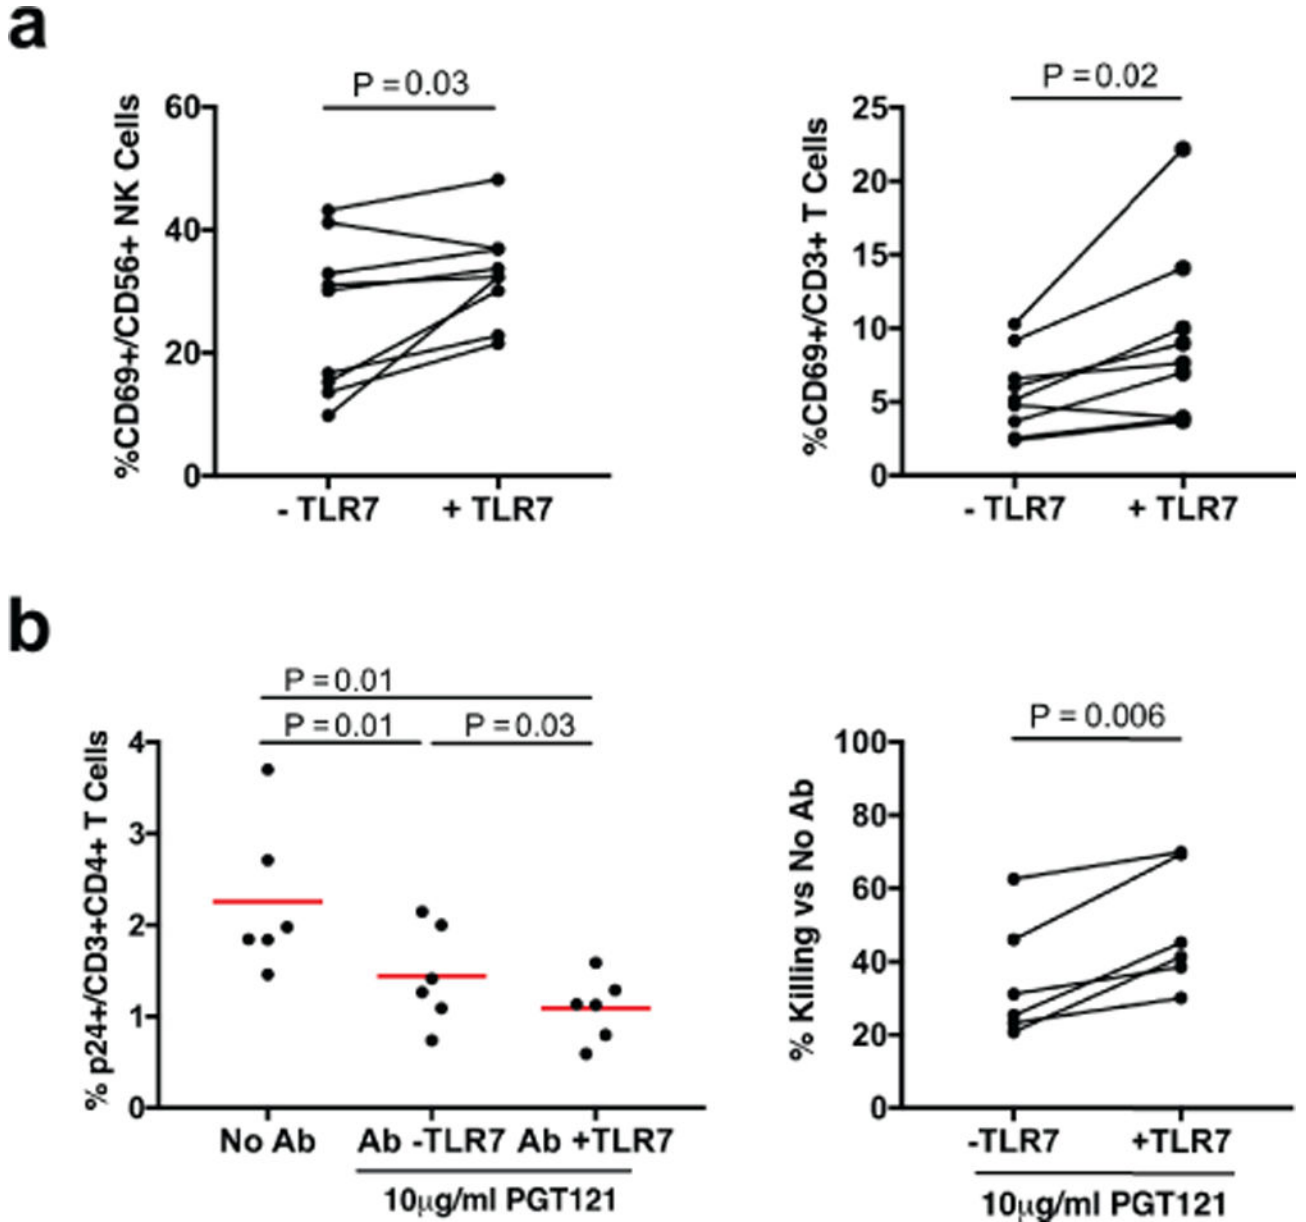 a
P = 0.03
%CD69+/CD56+ NK Cells
60
40
20
0
- TLR7 + TLR7
P = 0.02
%CD69+/CD3+ T Cells
25
20
15
10
5
0
- TLR7 + TLR7
b
P = 0.01
P = 0.01 P = 0.03
% p24+/CD3+CD4+ T Cells
4
3
2
1
0
No Ab Ab -TLR7 Ab +TLR7
10μg/ml PGT121
P = 0.006
% Killing vs No Ab
100
80
60
40
20
0
-TLR7 +TLR7
10μg/ml PGT121